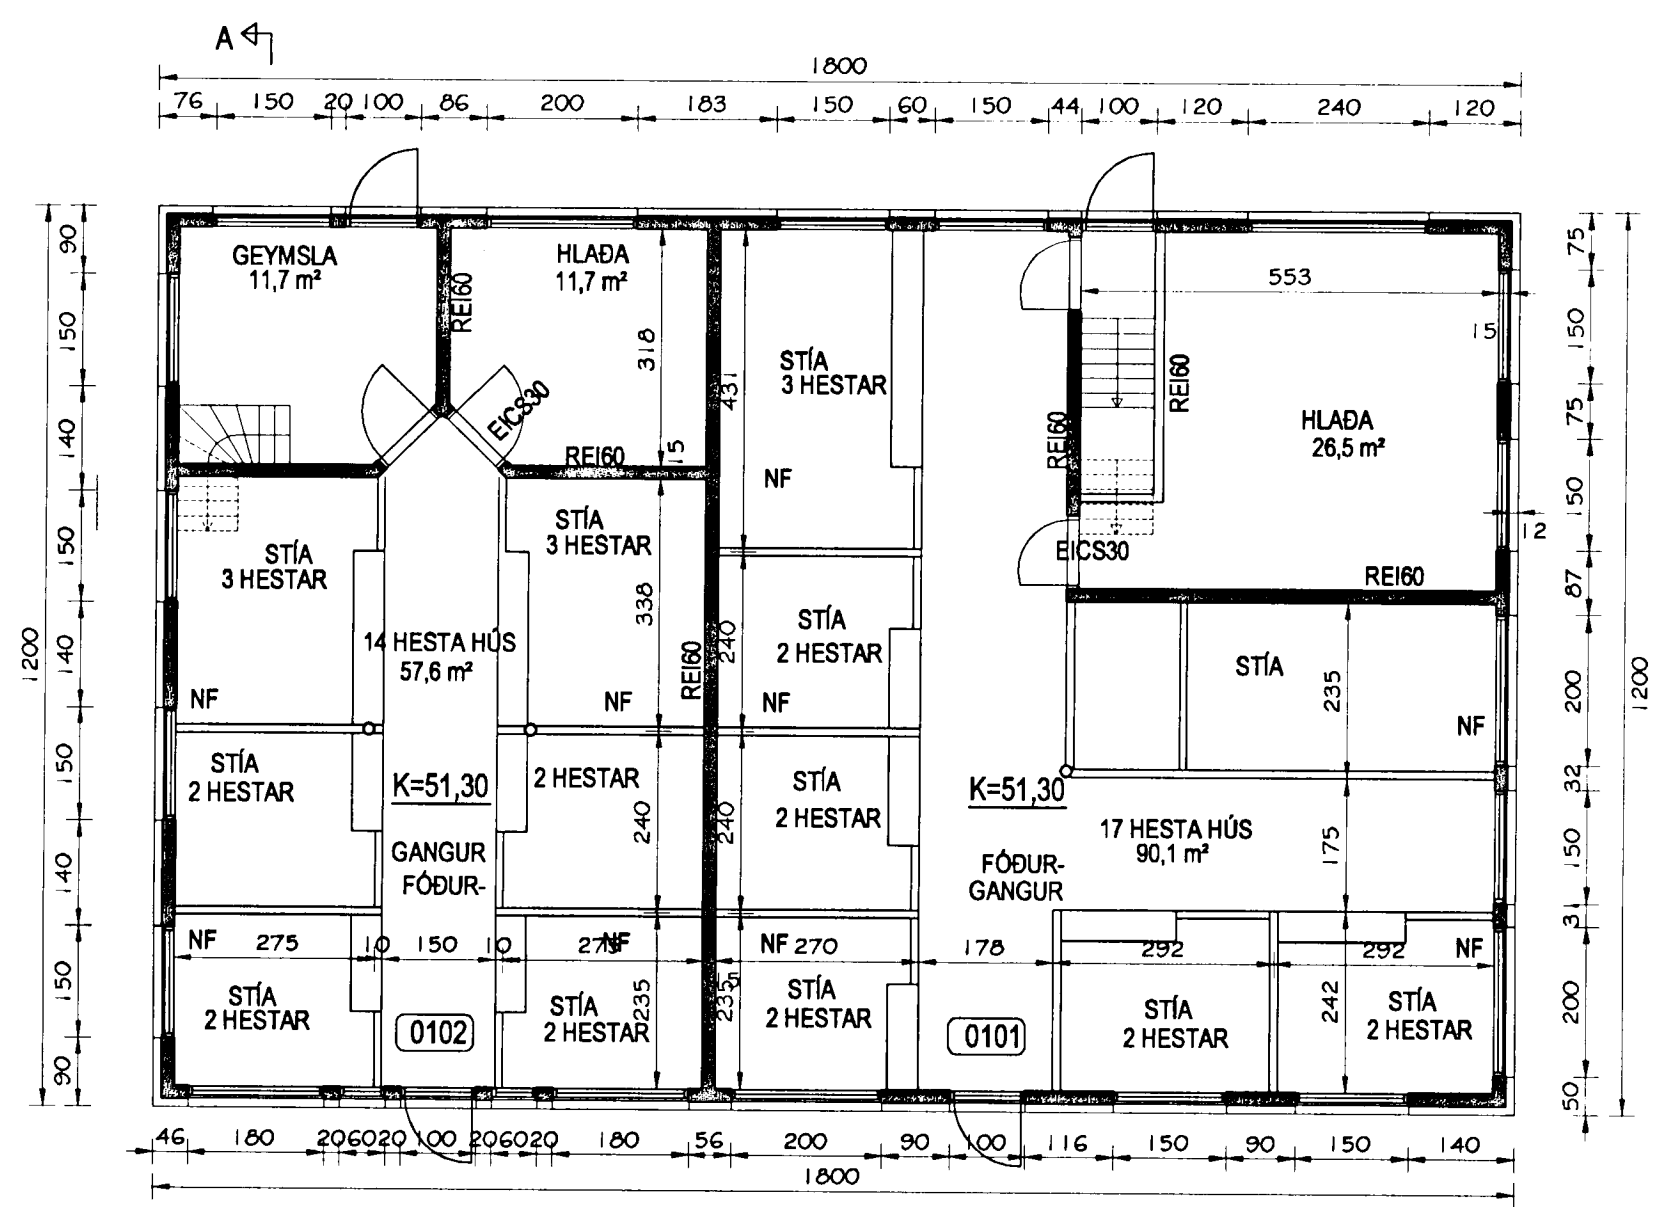 A
1800
76 150 20 100 86 200 183 150 60 150 44 100 120 240 120
GEYMSLA
11,7 m²
HLAÐA
11,7 m²
REI60
318
EICS30
REI60
15
STÍA
3 HESTAR
431
NF
REI60
REI60
553
15
HLAÐA
26,5 m²
12
EICS30
REI60
1200
90
150
140
150
140
150
140
150
90
75
150
75
150
87
200
32
150
31
200
50
1200
STÍA
3 HESTAR
NF
STÍA
3 HESTAR
338
NF
REI60
14 HESTA HÚS
57,6 m²
240
STÍA
2 HESTAR
NF
STÍA
235
NF
STÍA
2 HESTAR
K=51,30
2 HESTAR
240
240
STÍA
2 HESTAR
K=51,30
17 HESTA HÚS
90,1 m²
175
GANGUR
FÓÐUR-
FÓÐUR-
GANGUR
NF 275 10 150 10 275 NF NF 270 178 292 292 NF
STÍA
2 HESTAR
0102
STÍA
2 HESTAR
235
235
STÍA
2 HESTAR
0101
STÍA
2 HESTAR
242
STÍA
2 HESTAR
46 180 20 60 20 100 20 60 20 180 56 200 90 100 116 150 90 150 140
1800